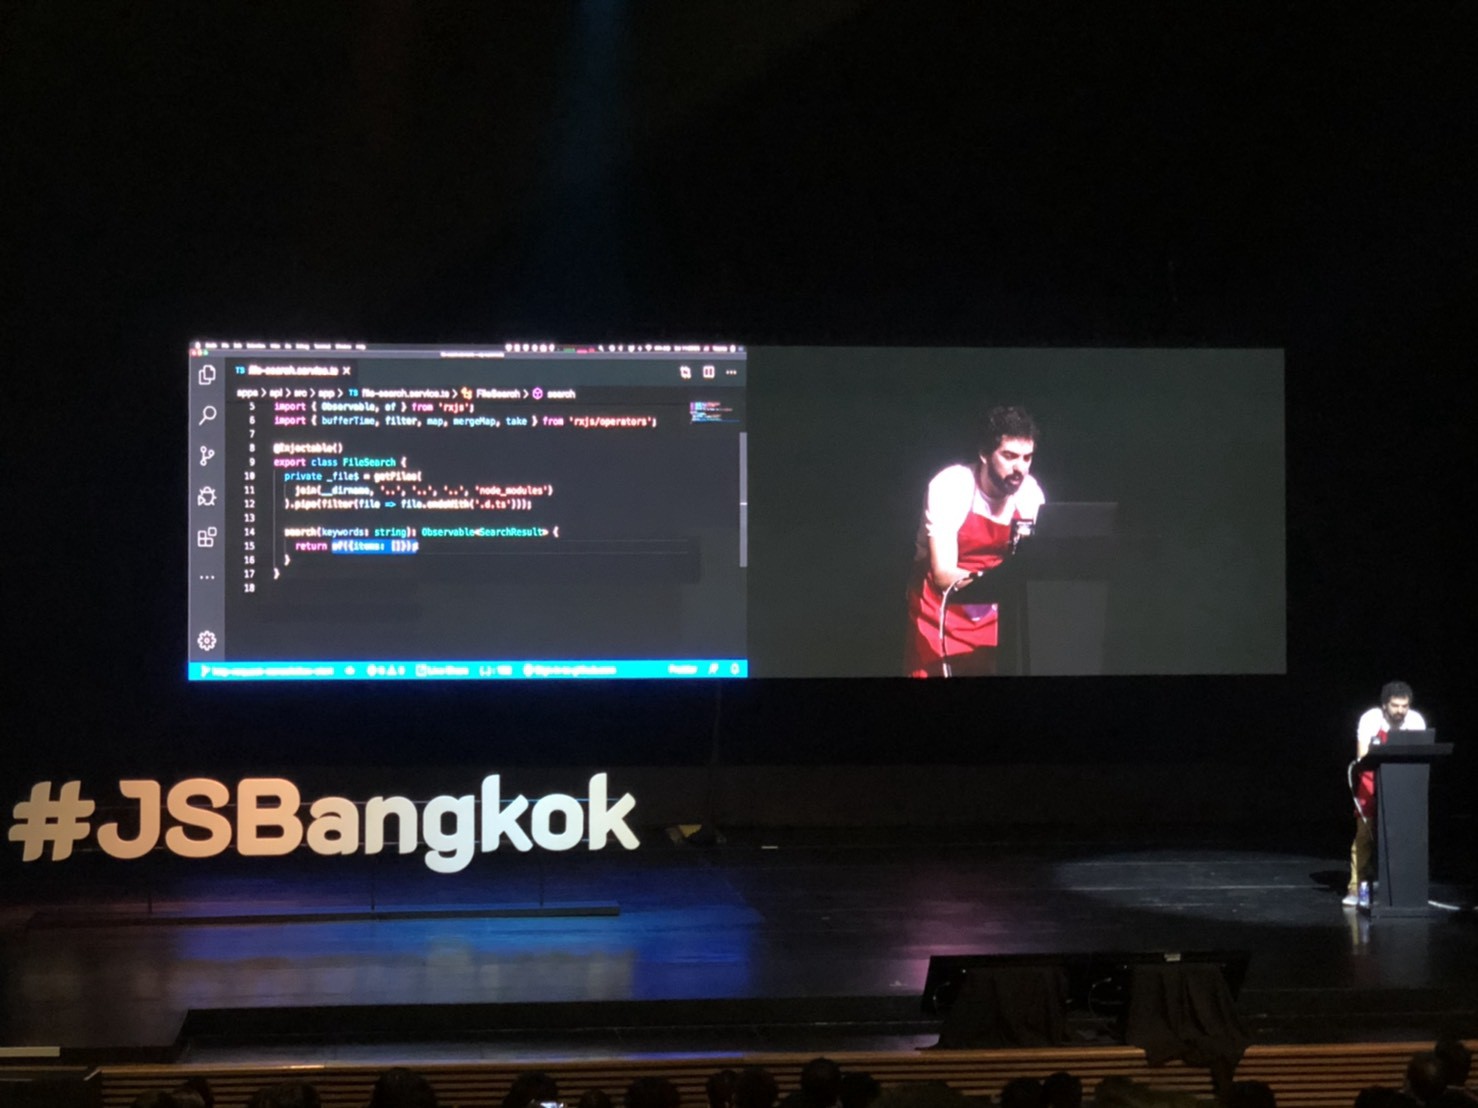 TS file-search.service.ts ×
apps > api > src > app > TS file-search.service.ts > FileSearch > search
5 import { Observable, of } from 'rxjs';
6 import { bufferTime, filter, map, mergeMap, take } from 'rxjs/operators';
7
8 @Injectable()
9 export class FileSearch {
10 private _file$ = getFiles(
11 join(__dirname, '..', '..', '..', 'node_modules')
12 ).pipe(filter(file => file.endsWith('.d.ts')));
13
14 search(keywords: string): Observable<SearchResult> {
15 return of({items: []});
16 }
17 }
18
#JSBangkok